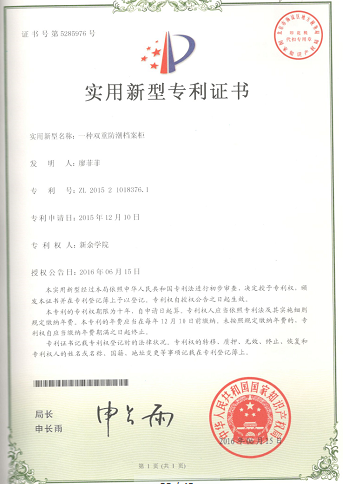 证书号第5285976号
实用新型专利证书
实用新型名称：一种双重防潮档案柜
发 明 人：廖菲菲
专 利 号：ZL 2015 2 1018376.1
专利申请日：2015年12月10日
专 利 权 人：新余学院
授权公告日：2016年06月15日
本实用新型经过本局依照中华人民共和国专利法进行初步审查，决定授予专利权，颁
发本证书并在专利登记簿上予以登记。专利权自授权公告之日起生效。
本专利的专利权期限为十年，自申请日起算。专利权人应当依照专利法及其实施细则
规定缴纳年费。本专利的年费应当在每年12月10日前缴纳。未按照规定缴纳年费的，专
利权自应当缴纳年费期满之日起终止。
专利证书记载专利权登记时的法律状况。专利权的转移、质押、无效、终止、恢复和
专利权人的姓名或名称、国籍、地址变更等事项记载在专利登记簿上。
局长
申长雨
申长雨
中华人民共和国国家知识产权局
2016年06月15日
第 1 页（共 1 页）